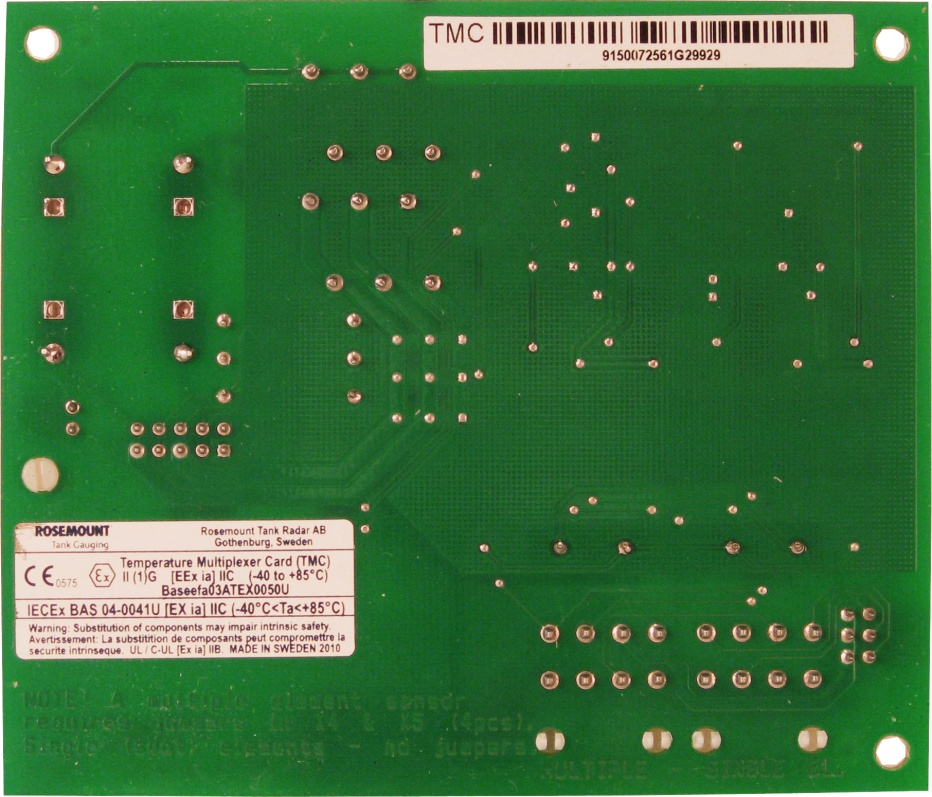 TMC
9150072561G29929
ROSEMOUNT
Tank Gauging
Rosemount Tank Radar AB
Gothenburg, Sweden
CE 0575 Ex
Temperature Multiplexer Card (TMC)
II (1)G [EEx ia] IIC (-40 to +85°C)
Baseefa03ATEX0050U
IECEx BAS 04-0041U [EX ia] IIC (-40°C<Ta<+85°C)
Warning: Substitution of components may impair intrinsic safety.
Avertissement: La substitition de composants peut compromettre la
securite intrinseque. UL / C-UL [Ex ia] IIB. MADE IN SWEDEN 2010
NOTE! A multiple element sensor
requires jumpers in X4 & X5 (4pcs).
Single (spot) elements - no jumpers.
MULTIPLE - SINGLE EL.